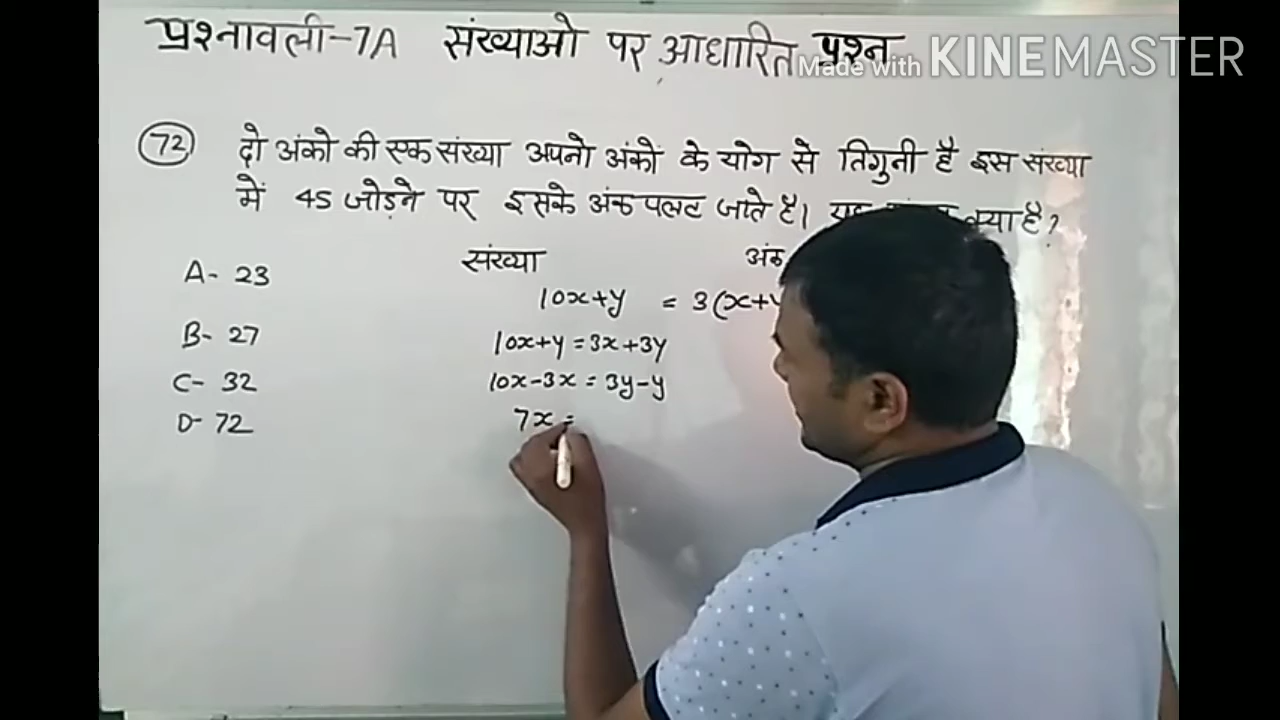 प्रश्नावली-7A संख्याओ पर आधारित प्रश्न
Made with KINEMASTER
72 दो अंको की एक संख्या अपनो अंकों के योग से तिगुनी है इस संख्या
में 45 जोड़ने पर इसके अंक पलट जाते है। क्या है?
संख्या अंक
A- 23
10x+y = 3(x+y
B- 27
10x+y = 3x+3y
C- 32
10x-3x = 3y-y
D- 72
7x =